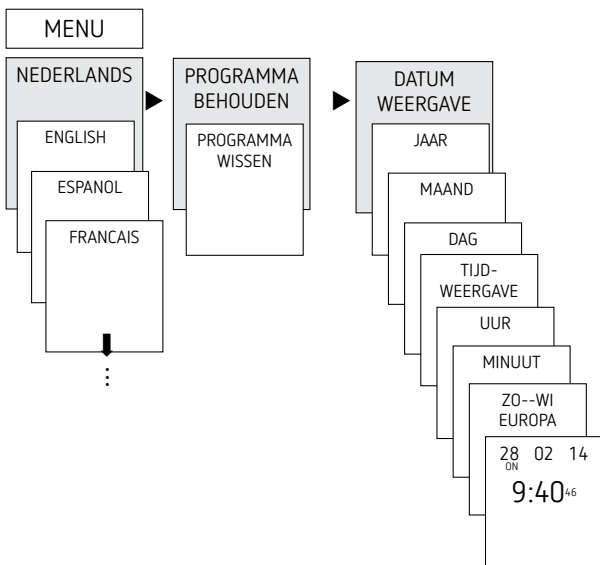 MENU
NEDERLANDS
ENGLISH
ESPANOL
FRANCAIS
PROGRAMMA
BEHOUDEN
PROGRAMMA
WISSEN
DATUM
WEERGAVE
JAAR
MAAND
DAG
TIJD-
WEERGAVE
UUR
MINUUT
ZO--WI
EUROPA
28 02 14
ON
9:40 46